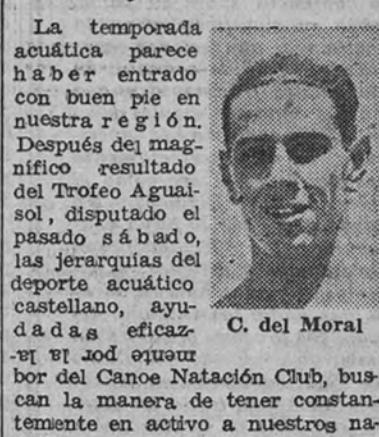 La temporada
acuática parece
haber entrado
con buen pie en
nuestra región.
Después del mag-
nífico resultado
del Trofeo Aguai-
sol, disputado el
pasado sábado,
las jerarquías del
deporte acuático
castellano, ayu-
dadas eficaz-
mente por la la-
bor del Canoe Natación Club, bus-
can la manera de tener constan-
temente en activo a nuestros na-
C. del Moral